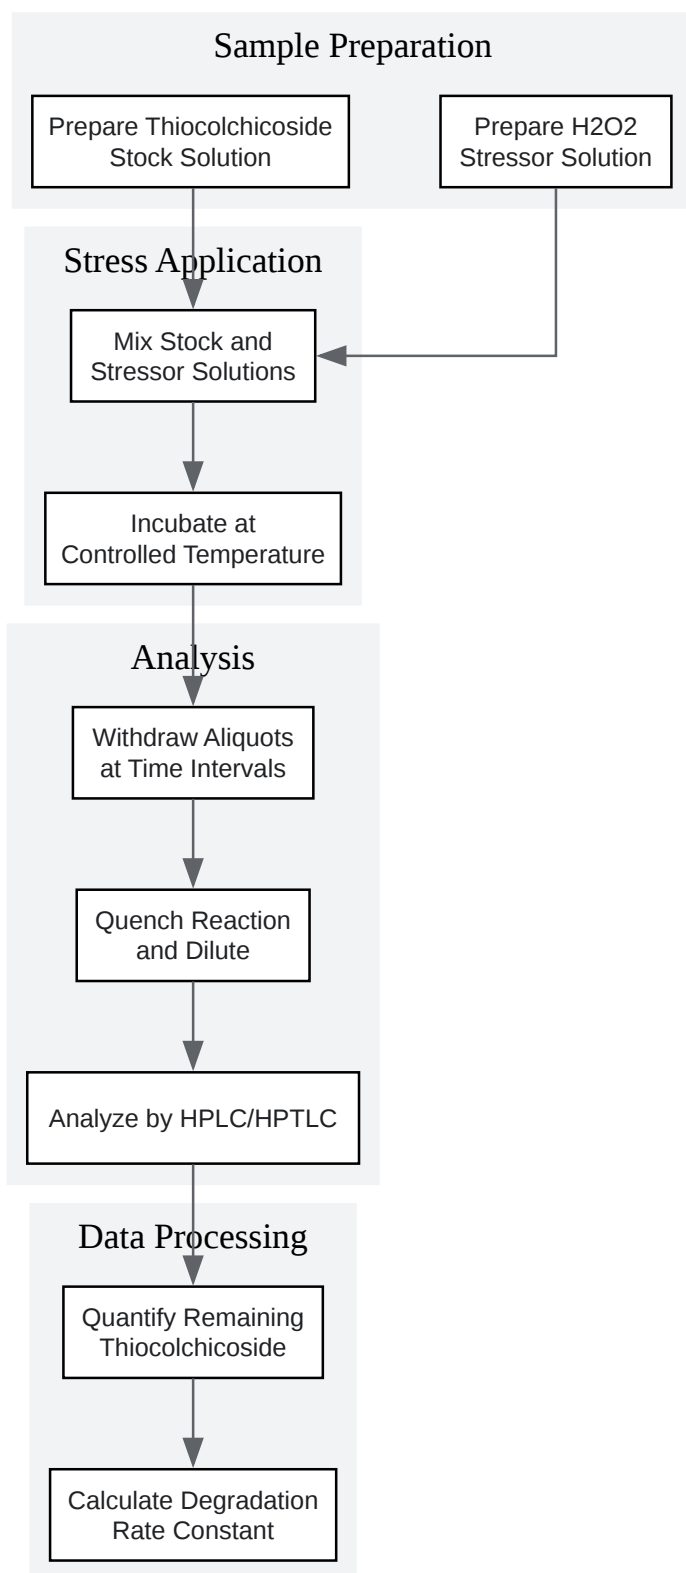 Sample Preparation
Prepare Thiocolchicoside
Stock Solution
Prepare H2O2
Stressor Solution
Stress Application
Mix Stock and
Stressor Solutions
Incubate at
Controlled Temperature
Analysis
Withdraw Aliquots
at Time Intervals
Quench Reaction
and Dilute
Analyze by HPLC/HPTLC
Data Processing
Quantify Remaining
Thiocolchicoside
Calculate Degradation
Rate Constant